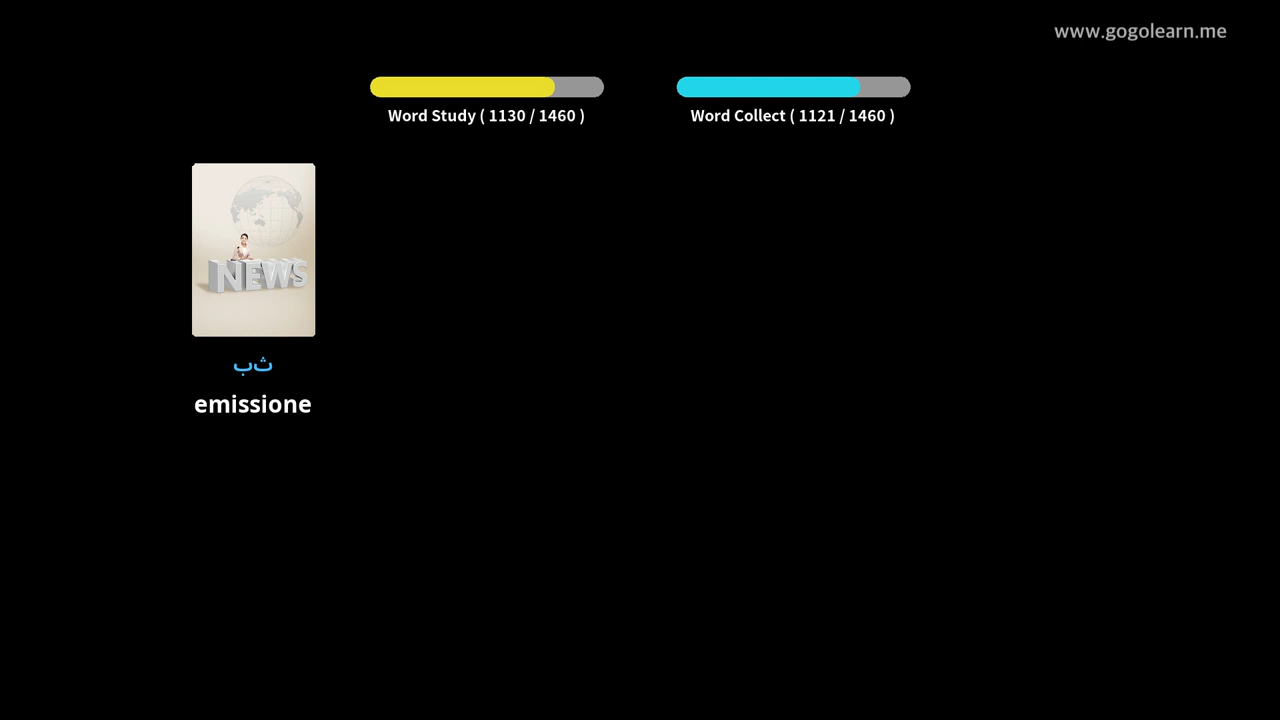 www.gogolearn.me
Word Study ( 1130 / 1460 )
Word Collect ( 1121 / 1460 )
NEWS
ثب
emissione